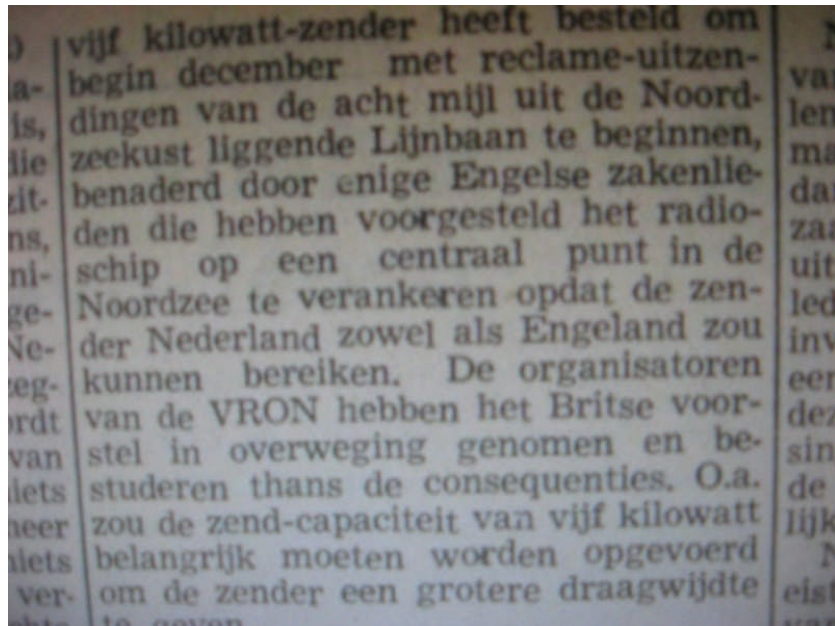 vijf kilowatt-zender heeft besteld om
begin december met reclame-uitzen-
dingen van de acht mijl uit de Noord-
zeekust liggende Lijnbaan te beginnen,
benaderd door enige Engelse zakenlie-
den die hebben voorgesteld het radio-
schip op een centraal punt in de
Noordzee te verankeren opdat de zen-
der Nederland zowel als Engeland zou
kunnen bereiken. De organisatoren
van de VRON hebben het Britse voor-
stel in overweging genomen en be-
studeren thans de consequenties. O.a.
zou de zend-capaciteit van vijf kilowatt
belangrijk moeten worden opgevoerd
om de zender een grotere draagwijdte
te geven